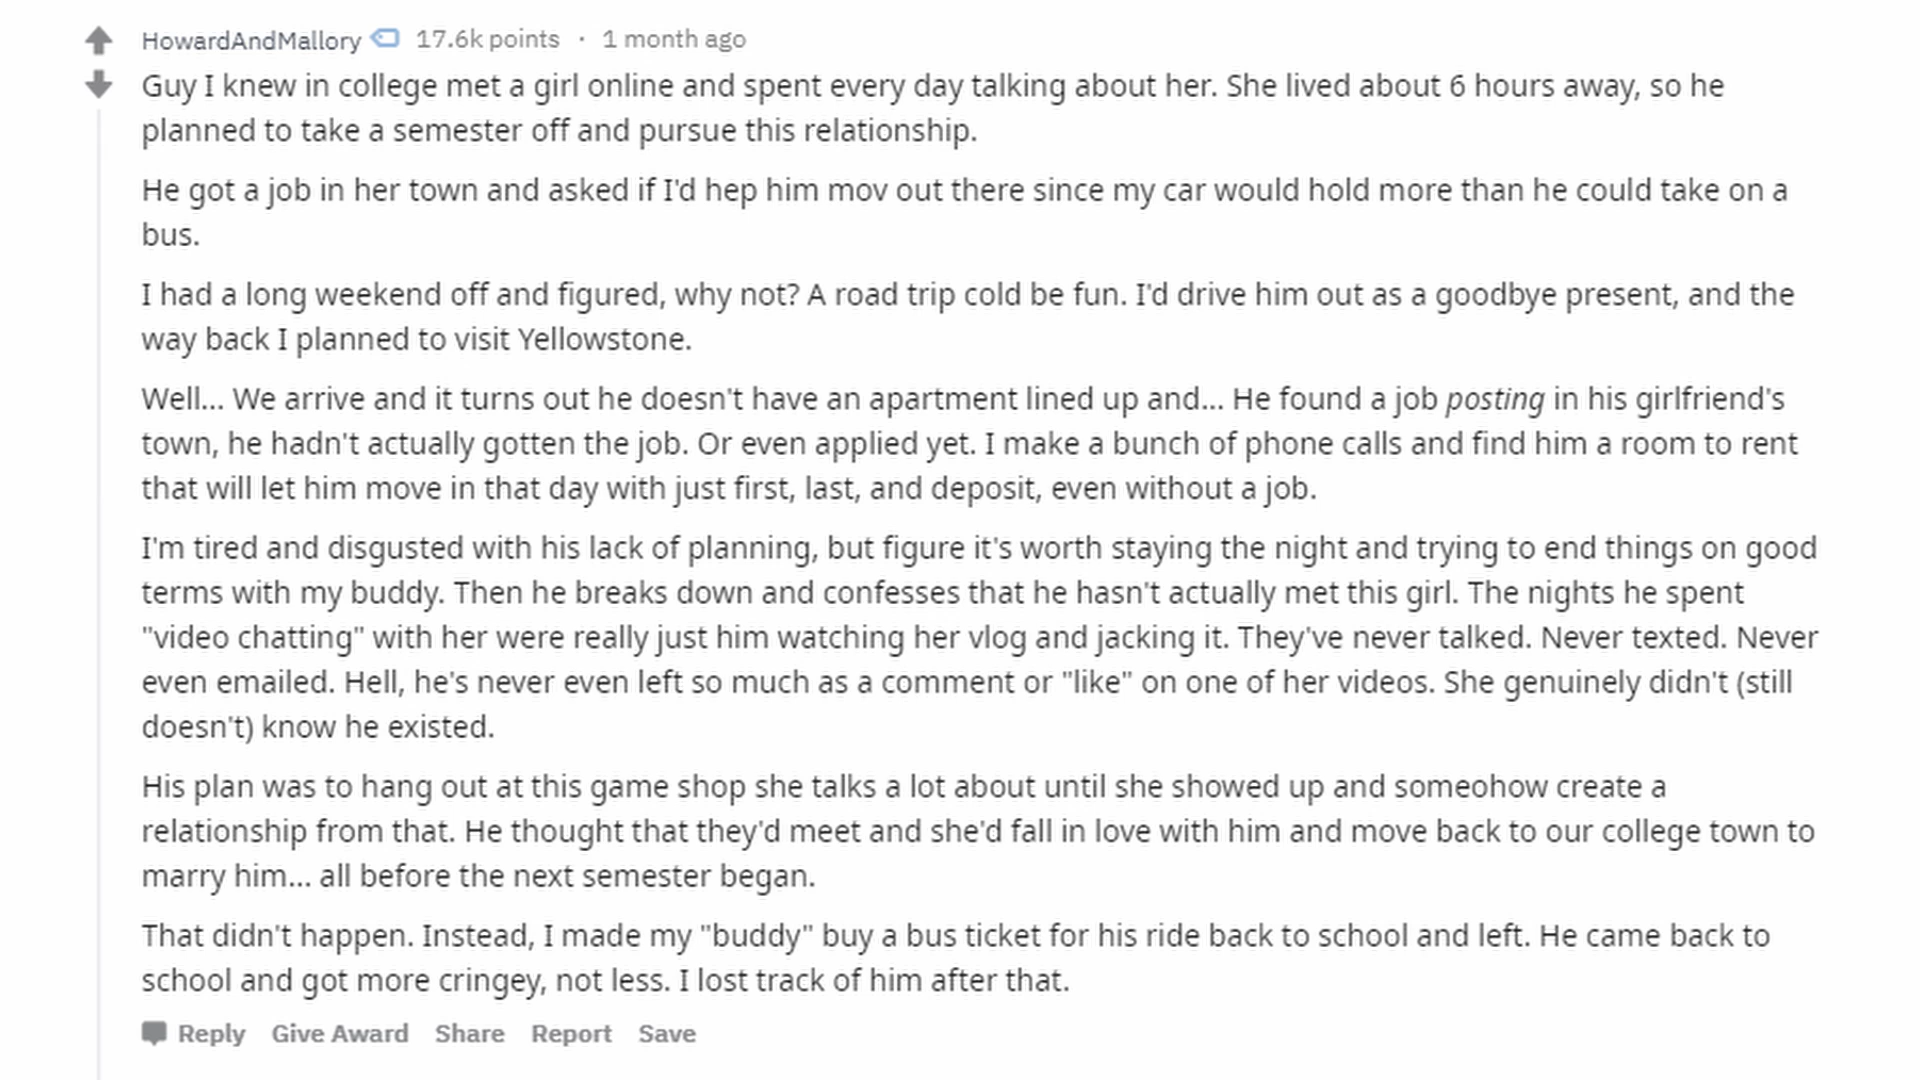 HowardAndMallory 17.6k points · 1 month ago
Guy I knew in college met a girl online and spent every day talking about her. She lived about 6 hours away, so he
planned to take a semester off and pursue this relationship.
He got a job in her town and asked if I'd hep him mov out there since my car would hold more than he could take on a
bus.
I had a long weekend off and figured, why not? A road trip cold be fun. I'd drive him out as a goodbye present, and the
way back I planned to visit Yellowstone.
Well... We arrive and it turns out he doesn't have an apartment lined up and... He found a job posting in his girlfriend's
town, he hadn't actually gotten the job. Or even applied yet. I make a bunch of phone calls and find him a room to rent
that will let him move in that day with just first, last, and deposit, even without a job.
I'm tired and disgusted with his lack of planning, but figure it's worth staying the night and trying to end things on good
terms with my buddy. Then he breaks down and confesses that he hasn't actually met this girl. The nights he spent
"video chatting" with her were really just him watching her vlog and jacking it. They've never talked. Never texted. Never
even emailed. Hell, he's never even left so much as a comment or "like" on one of her videos. She genuinely didn't (still
doesn't) know he existed.
His plan was to hang out at this game shop she talks a lot about until she showed up and someohow create a
relationship from that. He thought that they'd meet and she'd fall in love with him and move back to our college town to
marry him... all before the next semester began.
That didn't happen. Instead, I made my "buddy" buy a bus ticket for his ride back to school and left. He came back to
school and got more cringey, not less. I lost track of him after that.
Reply Give Award Share Report Save